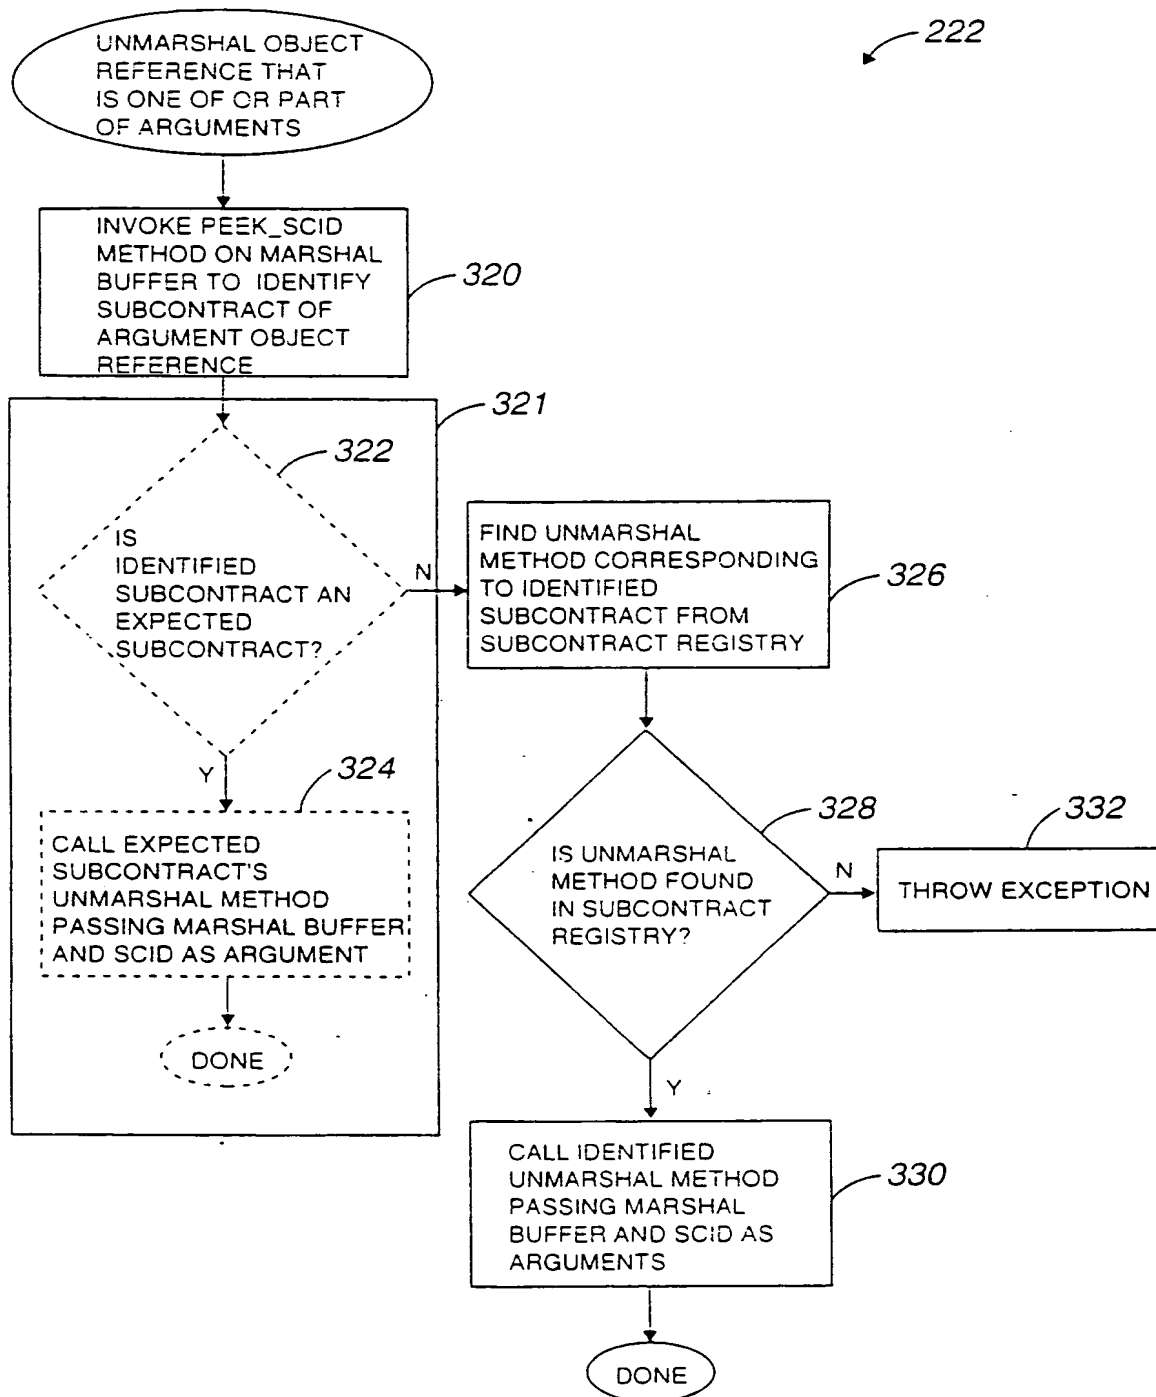 UNMARSHAL OBJECT
REFERENCE THAT
IS ONE OF OR PART
OF ARGUMENTS
222
INVOKE PEEK_SCID
METHOD ON MARSHAL
BUFFER TO IDENTIFY
SUBCONTRACT OF
ARGUMENT OBJECT
REFERENCE
320
321
322
IS
IDENTIFIED
SUBCONTRACT AN
EXPECTED
SUBCONTRACT?
N
FIND UNMARSHAL
METHOD CORRESPONDING
TO IDENTIFIED
SUBCONTRACT FROM
SUBCONTRACT REGISTRY
326
Y
324
CALL EXPECTED
SUBCONTRACT'S
UNMARSHAL METHOD
PASSING MARSHAL BUFFER
AND SCID AS ARGUMENT
DONE
328
IS UNMARSHAL
METHOD FOUND
IN SUBCONTRACT
REGISTRY?
N
332
THROW EXCEPTION
Y
CALL IDENTIFIED
UNMARSHAL METHOD
PASSING MARSHAL
BUFFER AND SCID AS
ARGUMENTS
330
DONE